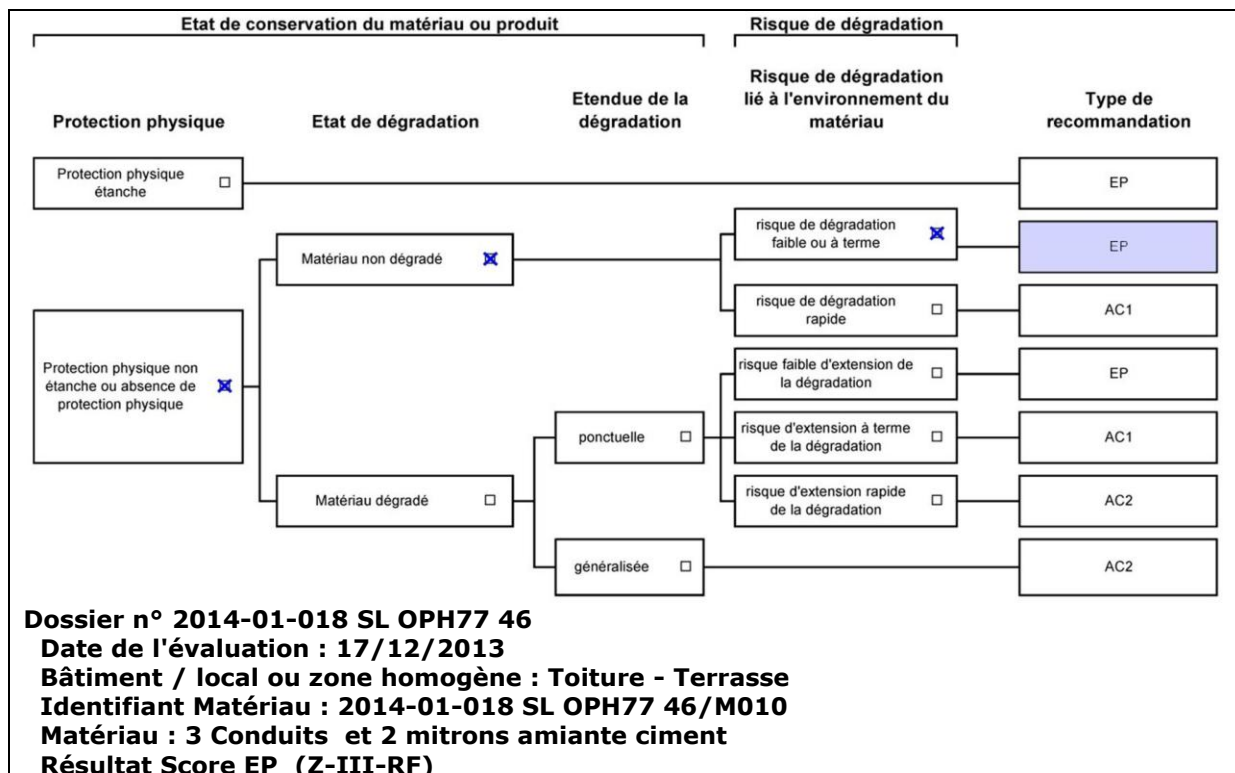 Etat de conservation du matériau ou produit
Risque de dégradation
Protection physique
Etat de dégradation
Etendue de la
dégradation
Risque de dégradation
lié à l'environnement du
matériau
Type de
recommandation
Protection physique
étanche
EP
risque de dégradation
faible ou à terme
EP
Matériau non dégradé
risque de dégradation
rapide
AC1
Protection physique non
étanche ou absence de
protection physique
risque faible d'extension de
la dégradation
EP
ponctuelle
risque d'extension à terme
de la dégradation
AC1
Matériau dégradé
risque d'extension rapide
de la dégradation
AC2
généralisée
AC2
Dossier n° 2014-01-018 SL OPH77 46
Date de l'évaluation : 17/12/2013
Bâtiment / local ou zone homogène : Toiture - Terrasse
Identifiant Matériau : 2014-01-018 SL OPH77 46/M010
Matériau : 3 Conduits et 2 mitrons amiante ciment
Résultat Score EP (Z-III-RF)